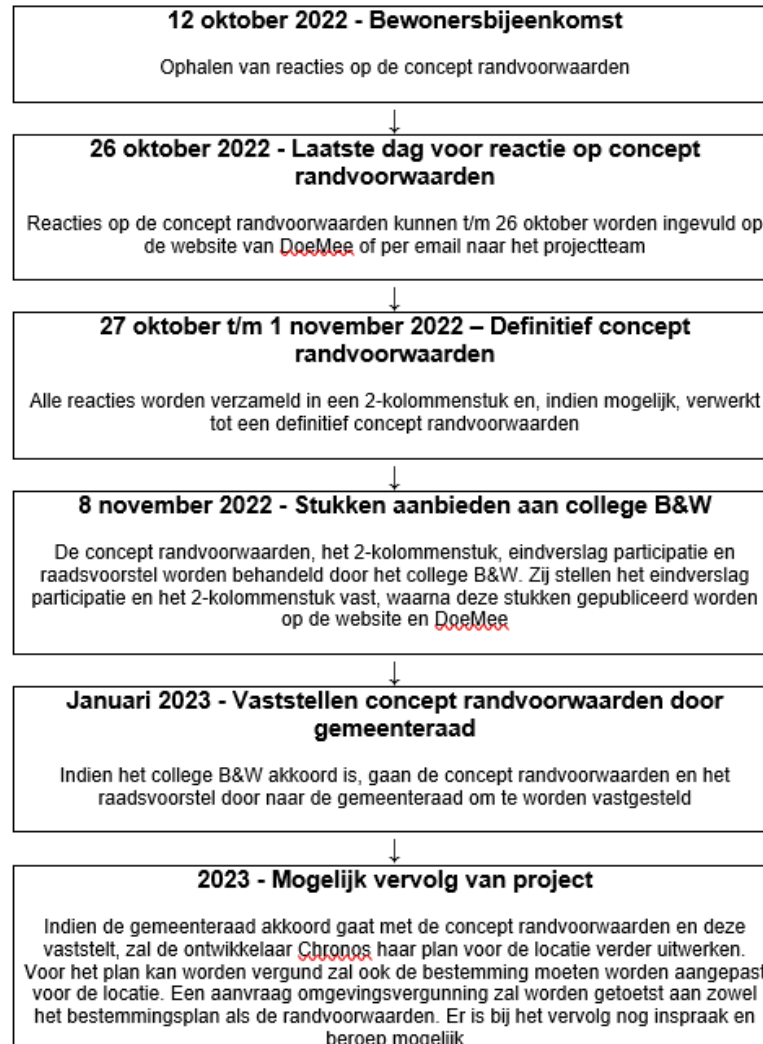 12 oktober 2022 - Bewonersbijeenkomst
Ophalen van reacties op de concept randvoorwaarden
↓
26 oktober 2022 - Laatste dag voor reactie op concept
randvoorwaarden
Reacties op de concept randvoorwaarden kunnen t/m 26 oktober worden ingevuld op
de website van DoeMee of per email naar het projectteam
↓
27 oktober t/m 1 november 2022 – Definitief concept
randvoorwaarden
Alle reacties worden verzameld in een 2-kolommenstuk en, indien mogelijk, verwerkt
tot een definitief concept randvoorwaarden
↓
8 november 2022 - Stukken aanbieden aan college B&W
De concept randvoorwaarden, het 2-kolommenstuk, eindverslag participatie en
raadsvoorstel worden behandeld door het college B&W. Zij stellen het eindverslag
participatie en het 2-kolommenstuk vast, waarna deze stukken gepubliceerd worden
op de website en DoeMee
↓
Januari 2023 - Vaststellen concept randvoorwaarden door
gemeenteraad
Indien het college B&W akkoord is, gaan de concept randvoorwaarden en het
raadsvoorstel door naar de gemeenteraad om te worden vastgesteld
↓
2023 - Mogelijk vervolg van project
Indien de gemeenteraad akkoord gaat met de concept randvoorwaarden en deze
vaststelt, zal de ontwikkelaar Chronos haar plan voor de locatie verder uitwerken.
Voor het plan kan worden vergund zal ook de bestemming moeten worden aangepast
voor de locatie. Een aanvraag omgevingsvergunning zal worden getoetst aan zowel
het bestemmingsplan als de randvoorwaarden. Er is bij het vervolg nog inspraak en
beroep mogelijk